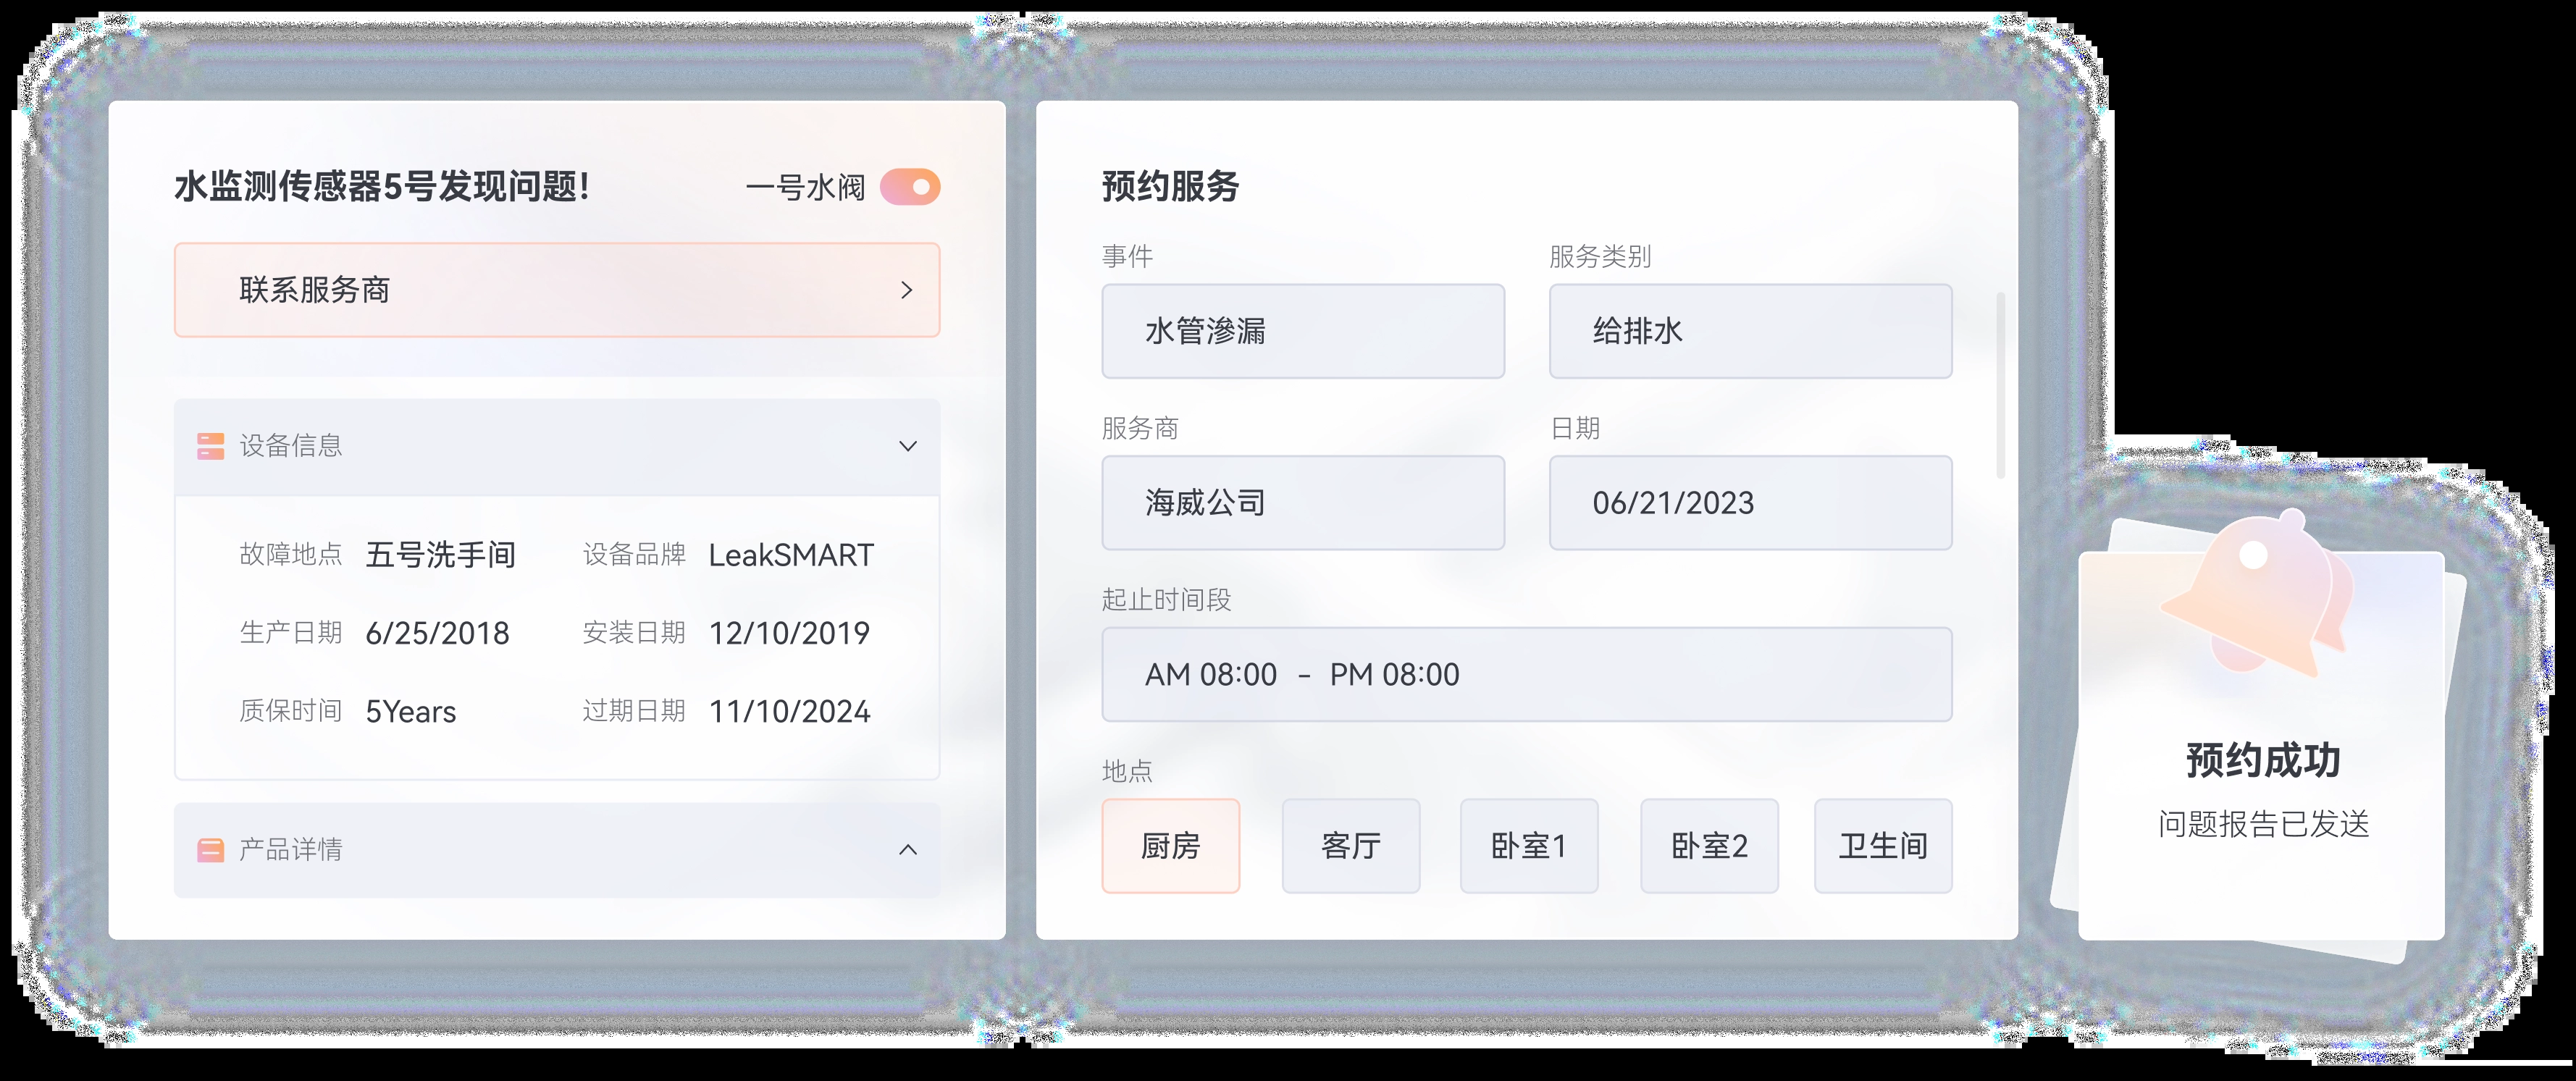 水监测传感器5号发现问题!
一号水阀
联系服务商
设备信息
故障地点 五号洗手间 设备品牌 LeakSMART
生产日期 6/25/2018 安装日期 12/10/2019
质保时间 5Years 过期日期 11/10/2024
产品详情
预约服务
事件 服务类别
水管滲漏 给排水
服务商 日期
海威公司 06/21/2023
起止时间段
AM 08:00 - PM 08:00
地点
厨房 客厅 卧室1 卧室2 卫生间
预约成功
问题报告已发送